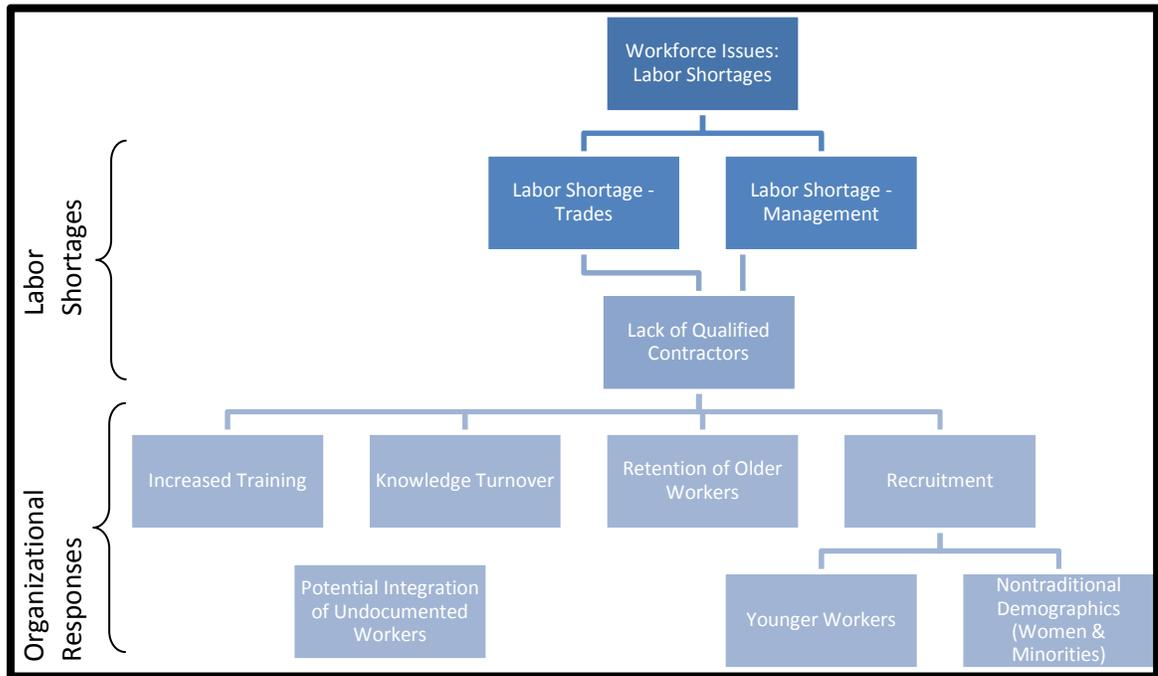 Workforce Issues:
Labor Shortages
Labor Shortage -
Trades
Labor Shortage -
Management
Labor
Shortages
Lack of Qualified
Contractors
Increased Training
Knowledge Turnover
Retention of Older
Workers
Recruitment
Organizational
Responses
Potential Integration
of Undocumented
Workers
Younger Workers
Nontraditional
Demographics
(Women &
Minorities)